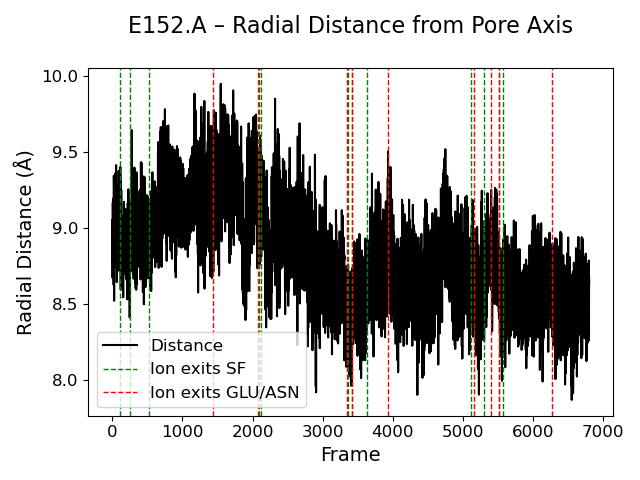 E152.A – Radial Distance from Pore Axis
Radial Distance (Å)
10.0
9.5
9.0
8.5
8.0
Distance
Ion exits SF
Ion exits GLU/ASN
0 1000 2000 3000 4000 5000 6000 7000
Frame